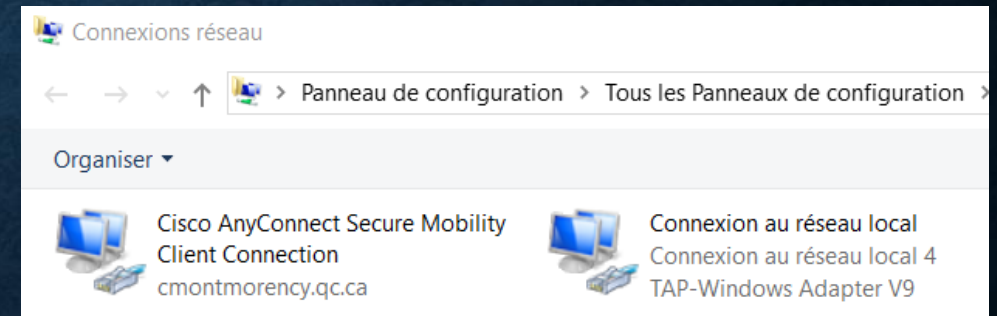 Connexions réseau
Panneau de configuration > Tous les Panneaux de configuration >
Organiser
Cisco AnyConnect Secure Mobility
Client Connection
cmontmorency.qc.ca
Connexion au réseau local
Connexion au réseau local 4
TAP-Windows Adapter V9